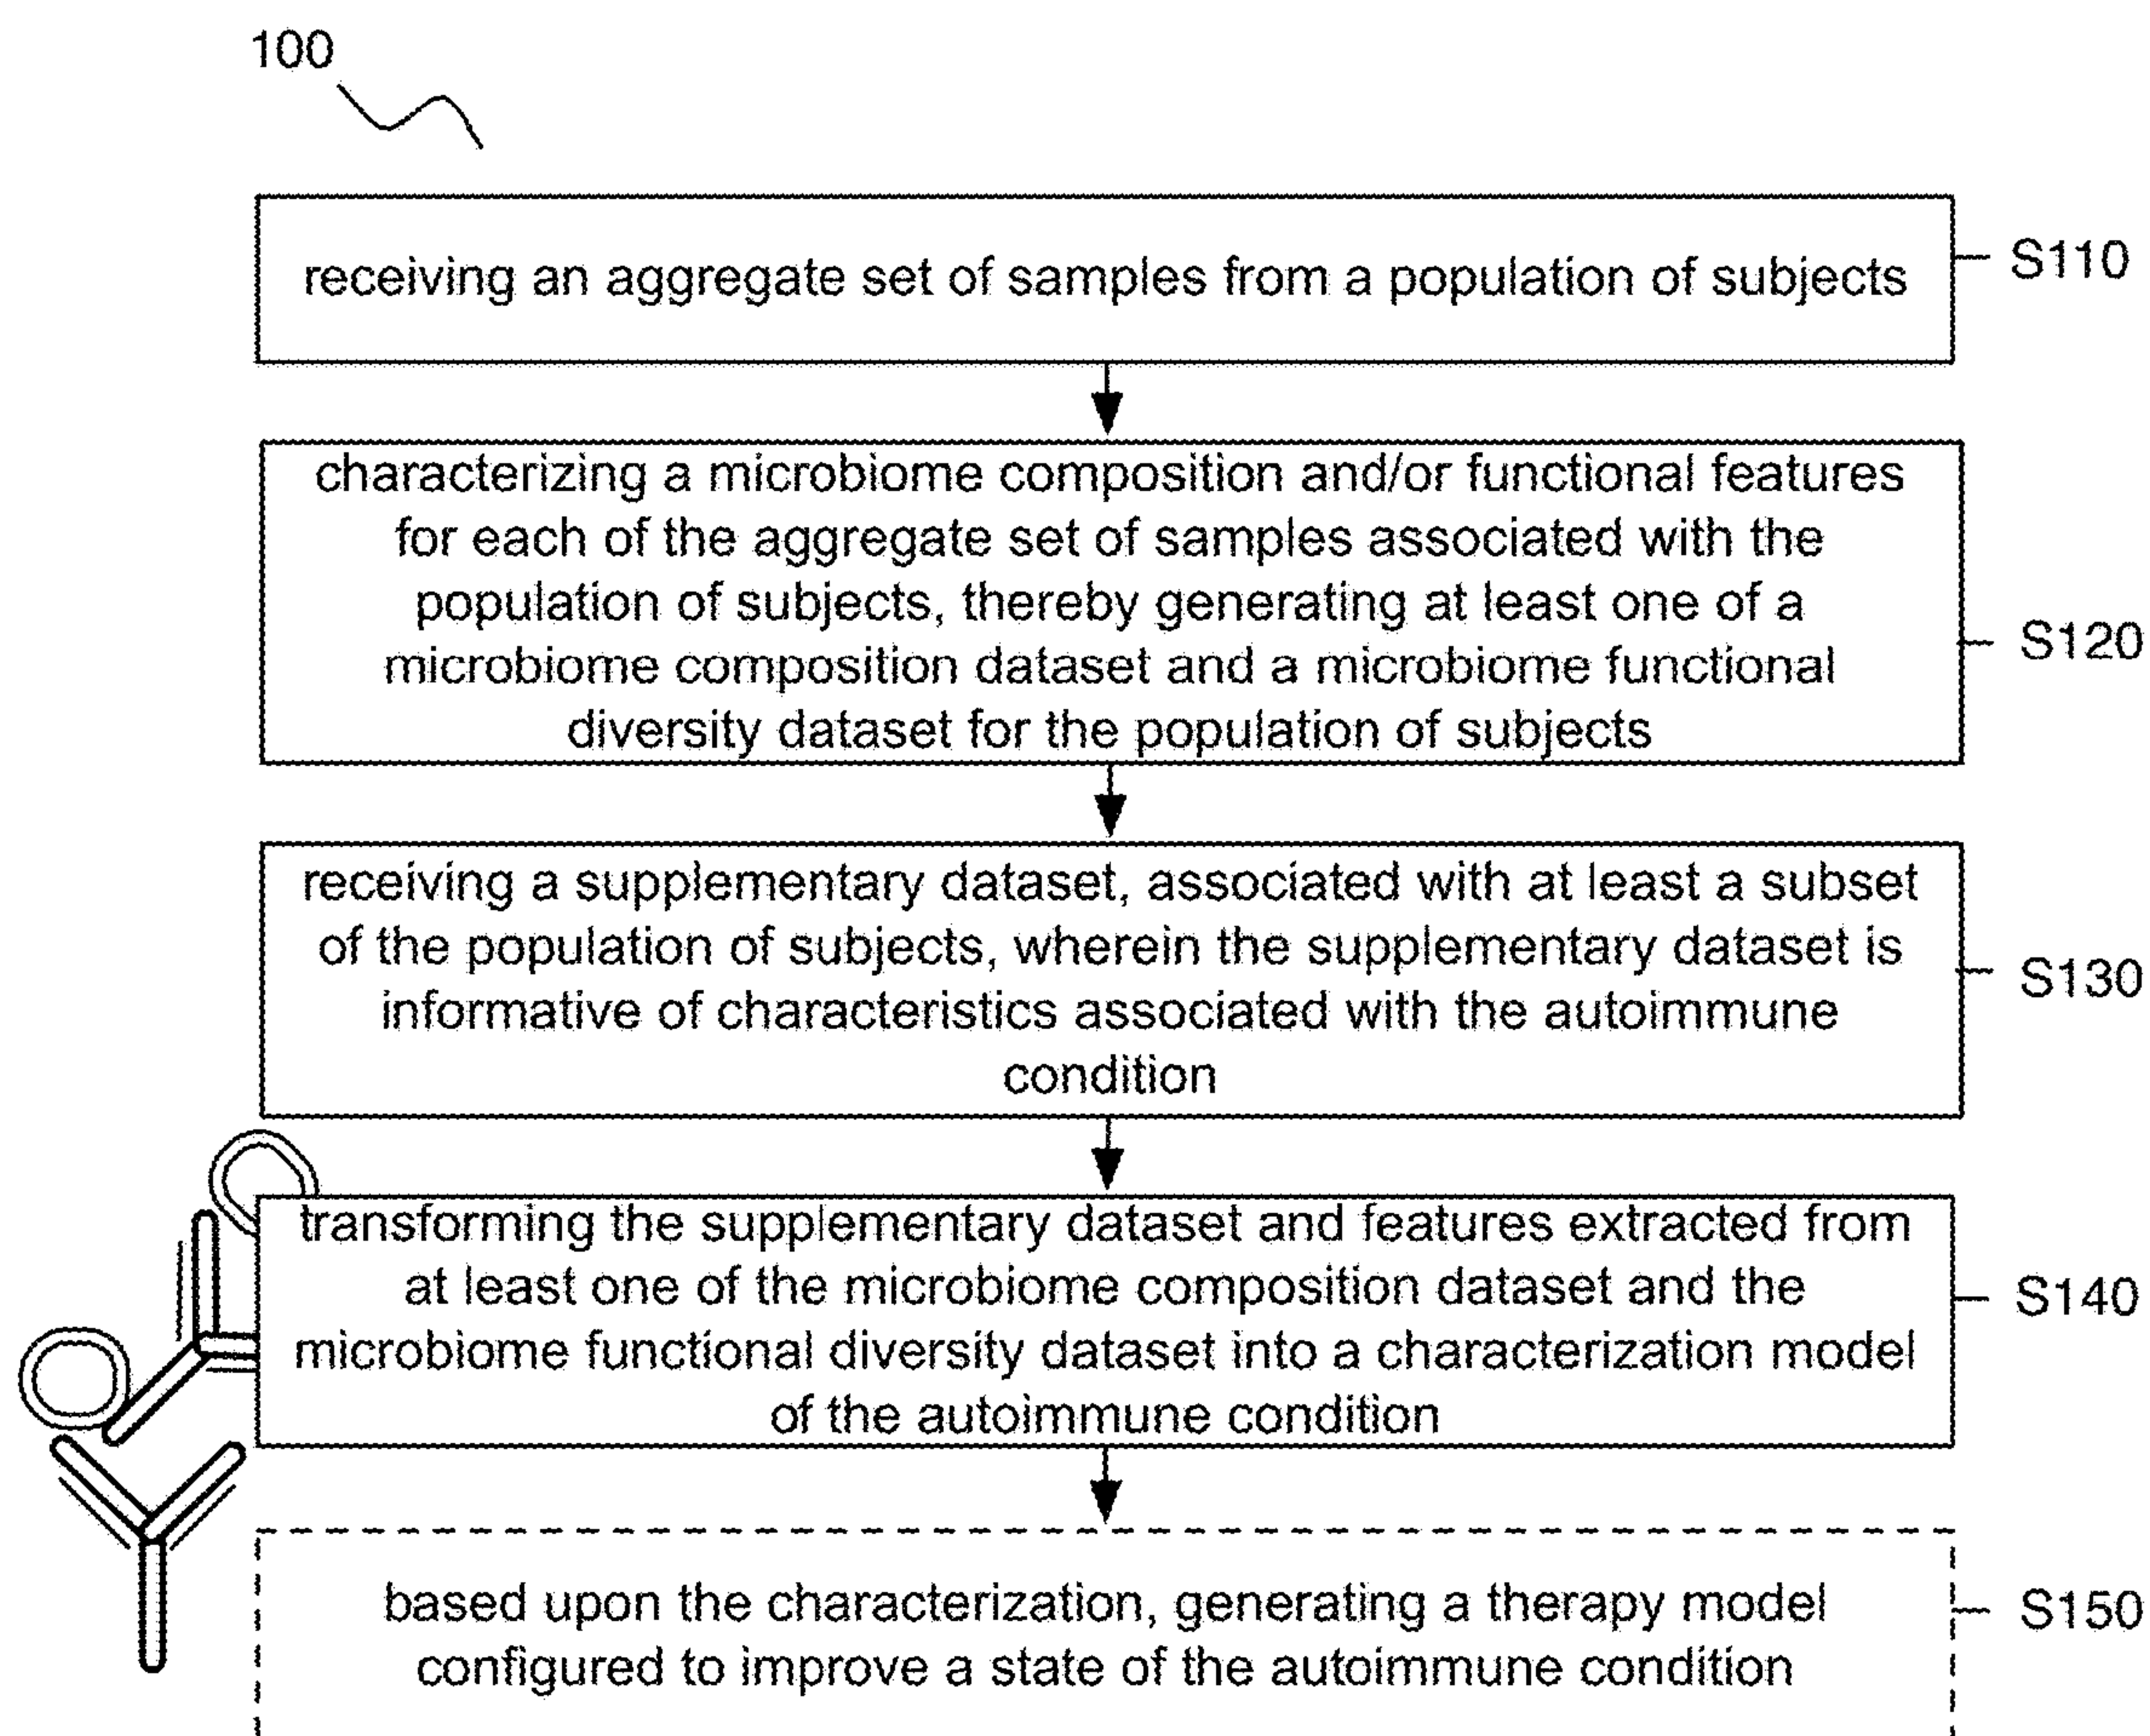 100
receiving an aggregate set of samples from a population of subjects
S110
characterizing a microbiome composition and/or functional features
for each of the aggregate set of samples associated with the
population of subjects, thereby generating at least one of a
microbiome composition dataset and a microbiome functional
diversity dataset for the population of subjects
S120
receiving a supplementary dataset, associated with at least a subset
of the population of subjects, wherein the supplementary dataset is
informative of characteristics associated with the autoimmune
condition
S130
transforming the supplementary dataset and features extracted from
at least one of the microbiome composition dataset and the
microbiome functional diversity dataset into a characterization model
of the autoimmune condition
S140
based upon the characterization, generating a therapy model
configured to improve a state of the autoimmune condition
S150